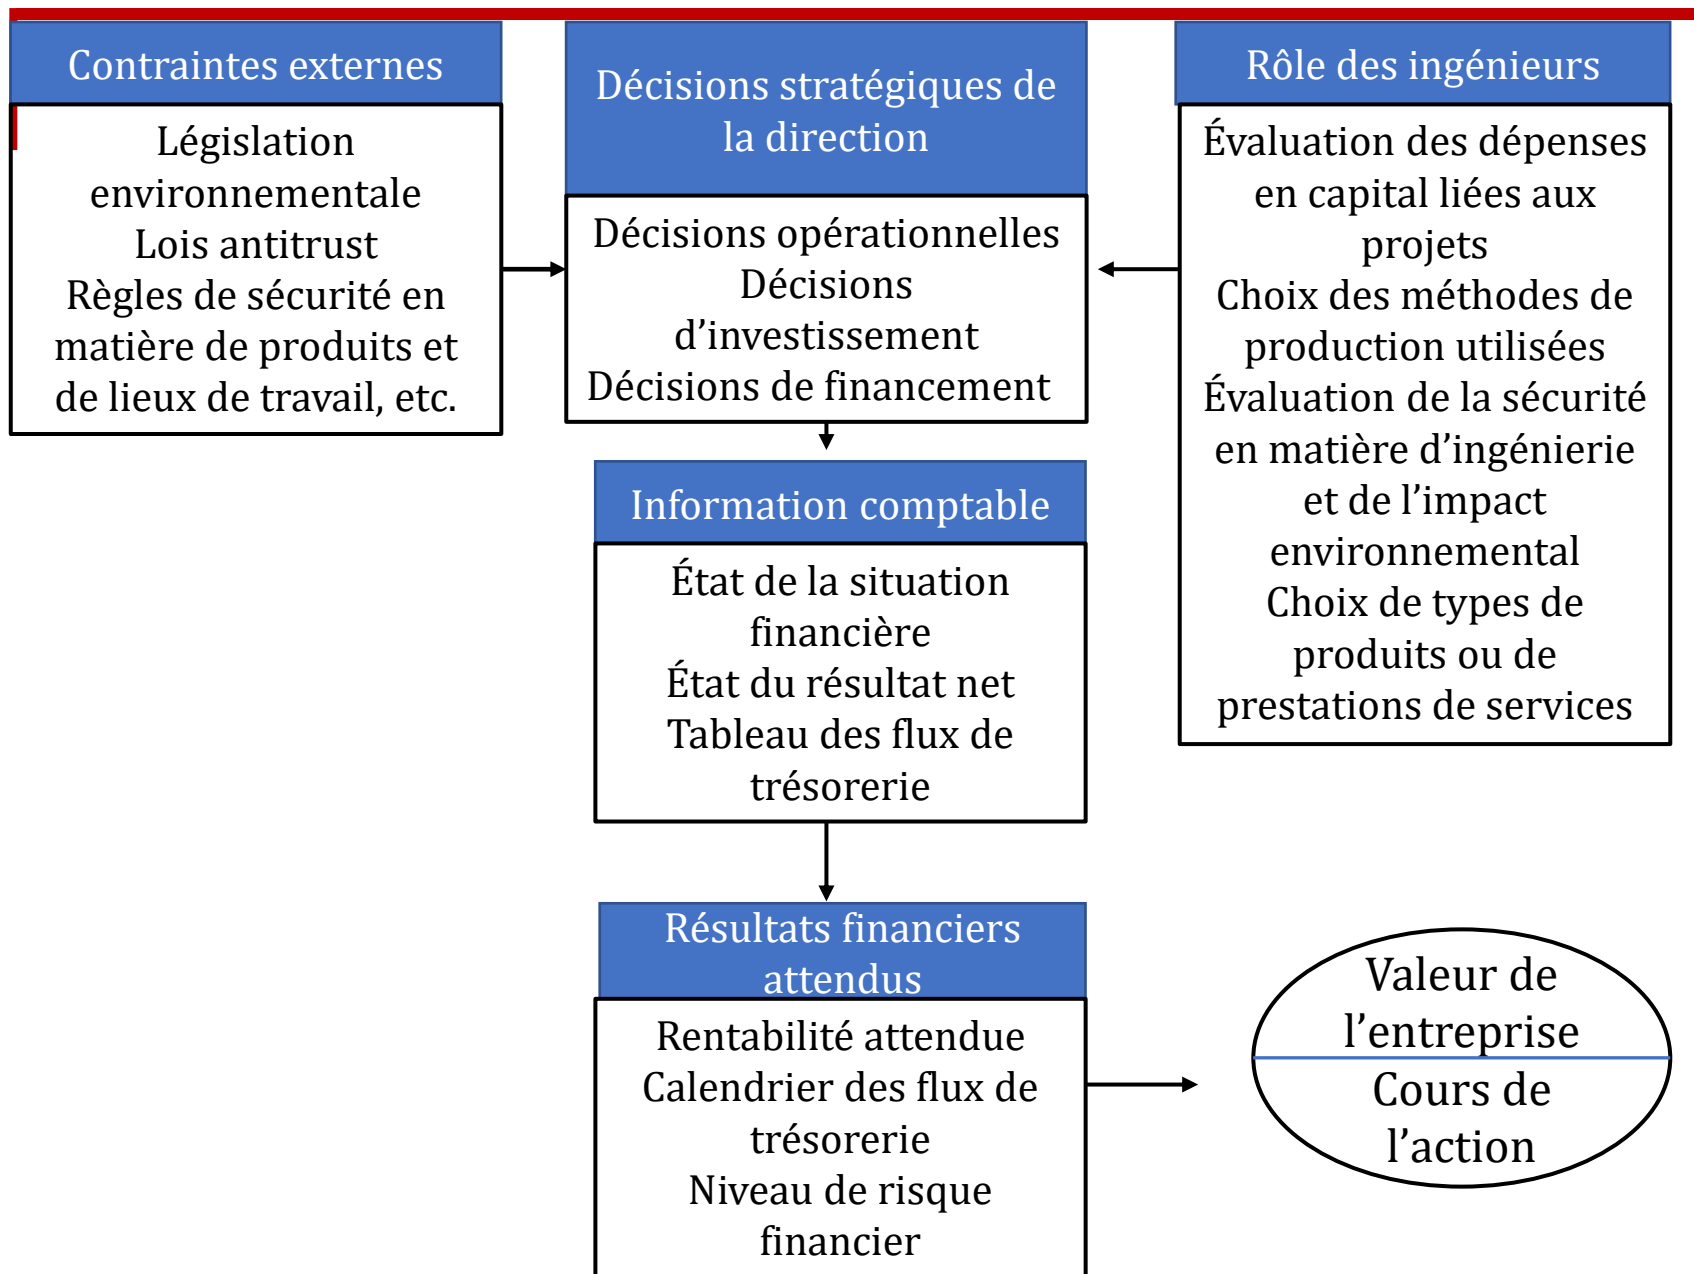 Contraintes externes
Législation
environnementale
Lois antitrust
Règles de sécurité en
matière de produits et
de lieux de travail, etc.
Décisions stratégiques de
la direction
Décisions opérationnelles
Décisions
d’investissement
Décisions de financement
Rôle des ingénieurs
Évaluation des dépenses
en capital liées aux
projets
Choix des méthodes de
production utilisées
Évaluation de la sécurité
en matière d’ingénierie
et de l’impact
environnemental
Choix de types de
produits ou de
prestations de services
Information comptable
État de la situation
financière
État du résultat net
Tableau des flux de
trésorerie
Résultats financiers
attendus
Rentabilité attendue
Calendrier des flux de
trésorerie
Niveau de risque
financier
Valeur de
l’entreprise
Cours de
l’action